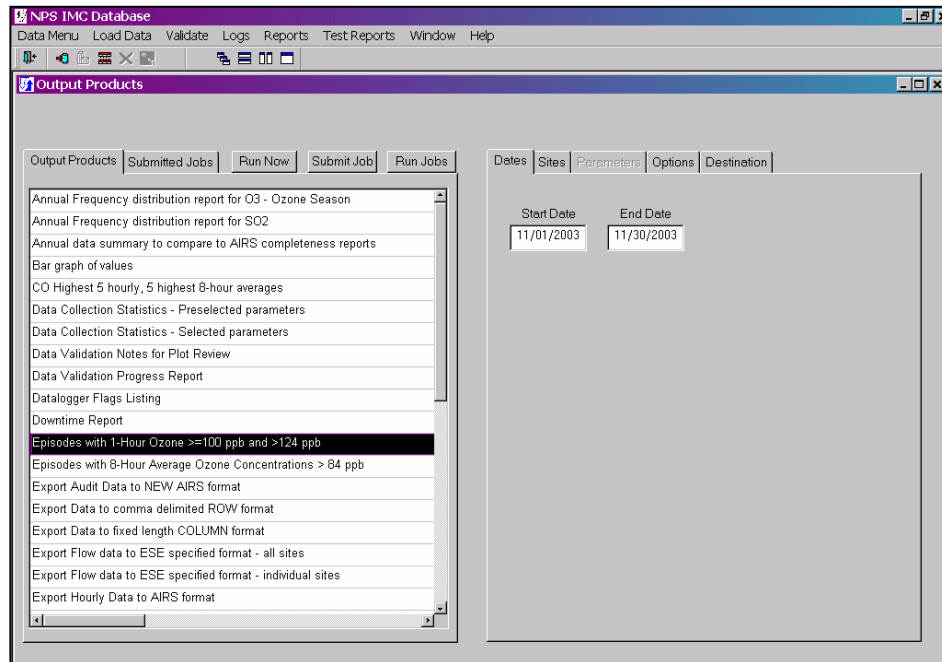 NPS IMC Database
Data Menu Load Data Validate Logs Reports Test Reports Window Help
Output Products
Output Products Submitted Jobs Run Now Submit Job Run Jobs
Annual Frequency distribution report for O3 - Ozone Season
Annual Frequency distribution report for SO2
Annual data summary to compare to AIRS completeness reports
Bar graph of values
CO Highest 5 hourly, 5 highest 8-hour averages
Data Collection Statistics - Preselected parameters
Data Collection Statistics - Selected parameters
Data Validation Notes for Plot Review
Data Validation Progress Report
Datalogger Flags Listing
Downtime Report
Episodes with 1-Hour Ozone >=100 ppb and >124 ppb
Episodes with 8-Hour Average Ozone Concentrations > 84 ppb
Export Audit Data to NEW AIRS format
Export Data to comma delimited ROW format
Export Data to fixed length COLUMN format
Export Flow data to ESE specified format - all sites
Export Flow data to ESE specified format - individual sites
Export Hourly Data to AIRS format
Dates Sites Parameters Options Destination
Start Date End Date
11/01/2003 11/30/2003